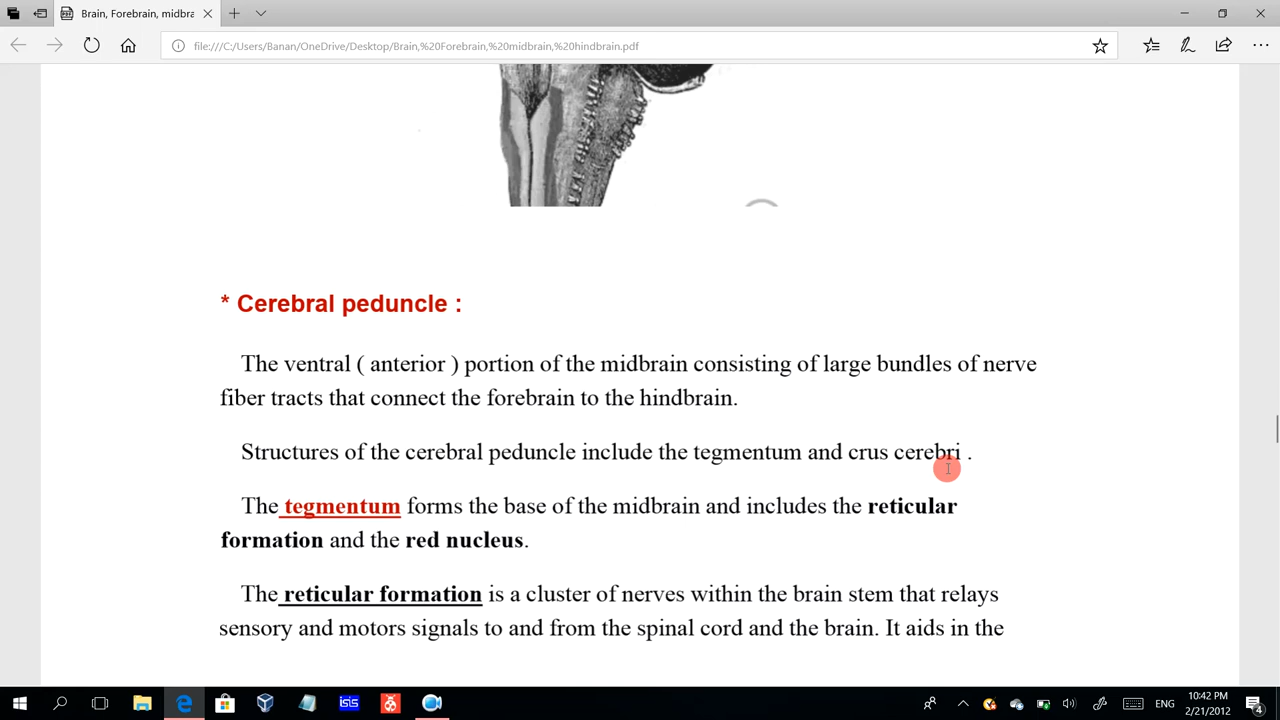 Brain, Forebrain, midbra
file:///C:/Users/Banan/OneDrive/Desktop/Brain,%20Forebrain,%20midbrain,%20hindbrain.pdf
* Cerebral peduncle :
The ventral ( anterior ) portion of the midbrain consisting of large bundles of nerve
fiber tracts that connect the forebrain to the hindbrain.
Structures of the cerebral peduncle include the tegmentum and crus cerebri .
The tegmentum forms the base of the midbrain and includes the reticular
formation and the red nucleus.
The reticular formation is a cluster of nerves within the brain stem that relays
sensory and motors signals to and from the spinal cord and the brain. It aids in the
isis
ENG
10:42 PM
2/21/2012
4